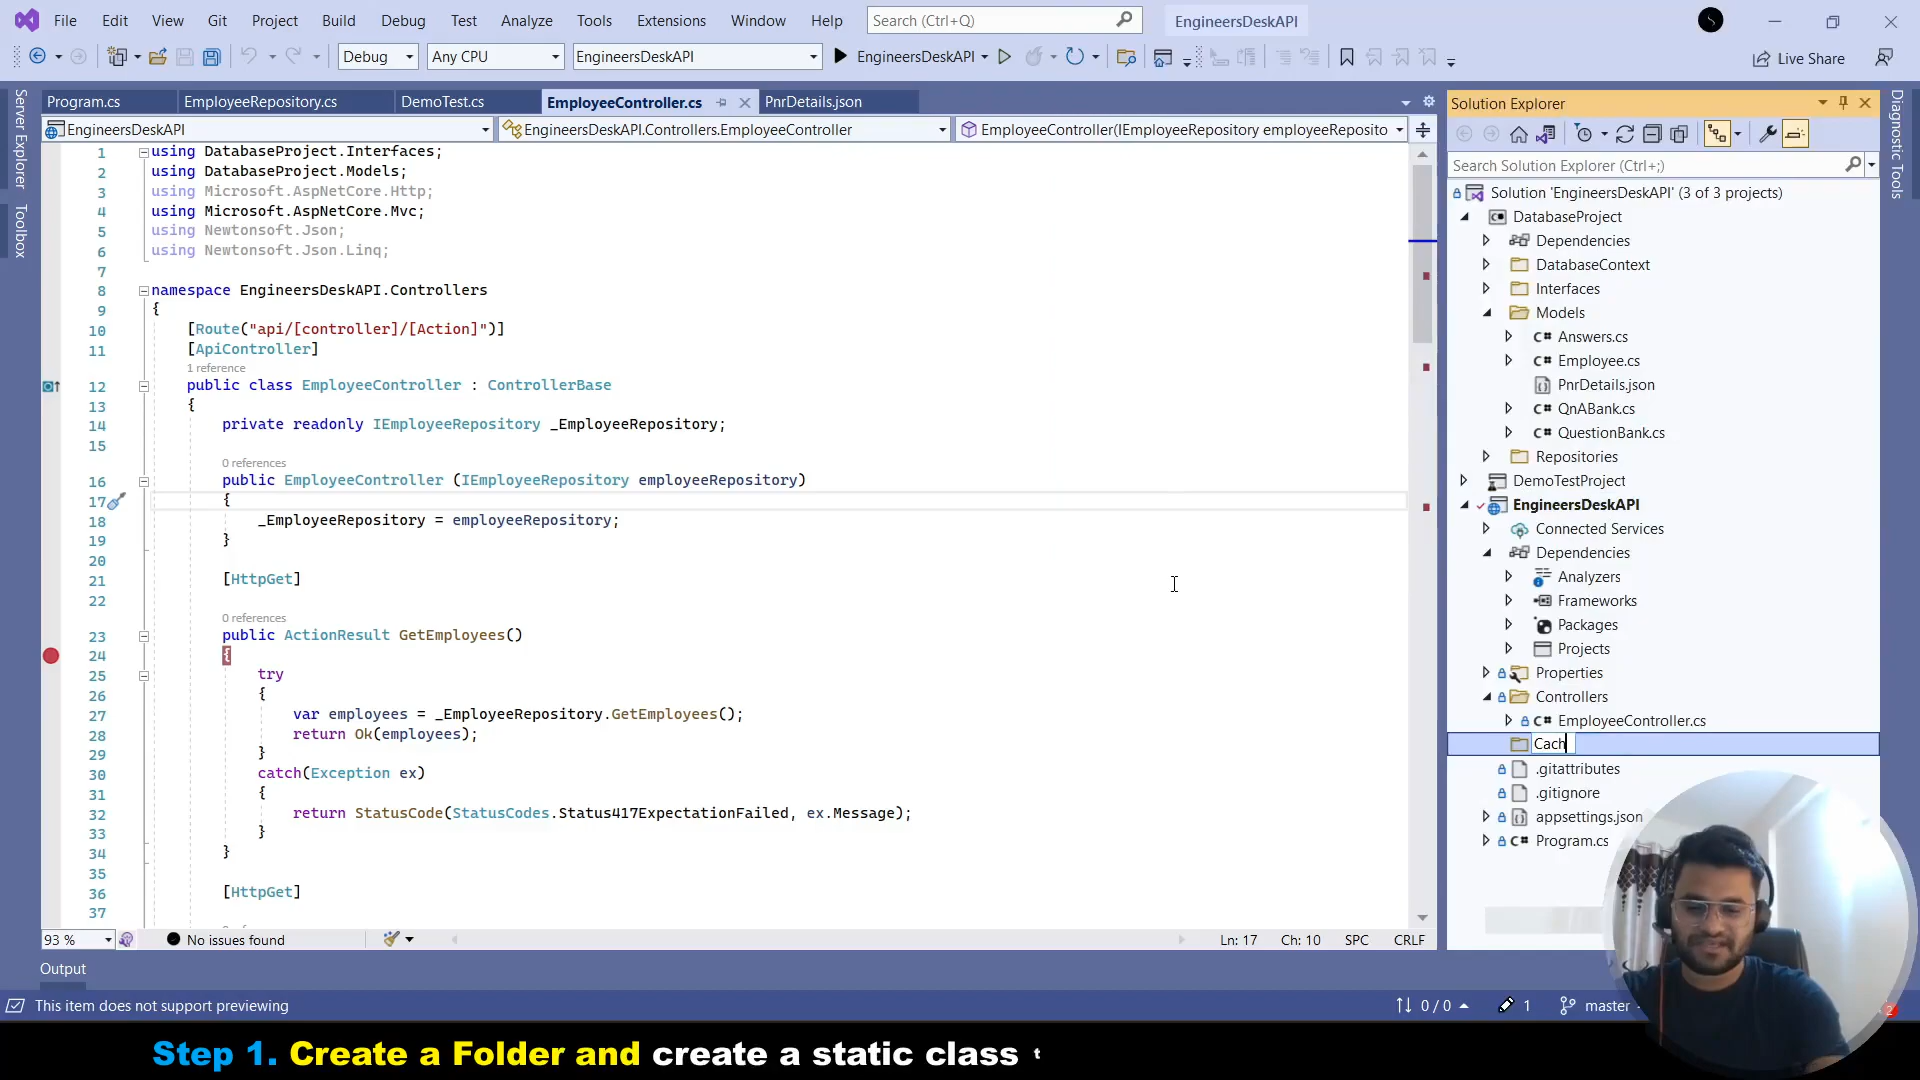 File Edit View Git Project Build Debug Test Analyze Tools Extensions Window Help Search (Ctrl+Q) EngineersDeskAPI
Debug Any CPU EngineersDeskAPI EngineersDeskAPI Live Share
Server Explorer
Toolbox
Program.cs EmployeeRepository.cs DemoTest.cs EmployeeController.cs PnrDetails.json
EngineersDeskAPI EngineersDeskAPI.Controllers.EmployeeController EmployeeController(IEmployeeRepository employeeReposito
1 using DatabaseProject.Interfaces;
2 using DatabaseProject.Models;
3 using Microsoft.AspNetCore.Http;
4 using Microsoft.AspNetCore.Mvc;
5 using Newtonsoft.Json;
6 using Newtonsoft.Json.Linq;
7
8 namespace EngineersDeskAPI.Controllers
9 {
10 [Route("api/[controller]/[Action]")]
11 [ApiController]
1 reference
12 public class EmployeeController : ControllerBase
13 {
14 private readonly IEmployeeRepository _EmployeeRepository;
15
0 references
16 public EmployeeController (IEmployeeRepository employeeRepository)
17 {
18 _EmployeeRepository = employeeRepository;
19 }
20
21 [HttpGet]
22
0 references
23 public ActionResult GetEmployees()
24 {
25 try
26 {
27 var employees = _EmployeeRepository.GetEmployees();
28 return Ok(employees);
29 }
30 catch(Exception ex)
31 {
32 return StatusCode(StatusCodes.Status417ExpectationFailed, ex.Message);
33 }
34 }
35
36 [HttpGet]
37
93 % No issues found Ln: 17 Ch: 10 SPC CRLF
Solution Explorer
Search Solution Explorer (Ctrl+;)
Solution 'EngineersDeskAPI' (3 of 3 projects)
DatabaseProject
Dependencies
DatabaseContext
Interfaces
Models
C# Answers.cs
C# Employee.cs
PnrDetails.json
C# QnABank.cs
C# QuestionBank.cs
Repositories
DemoTestProject
EngineersDeskAPI
Connected Services
Dependencies
Analyzers
Frameworks
Packages
Projects
Properties
Controllers
C# EmployeeController.cs
Cach
.gitattributes
.gitignore
appsettings.json
C# Program.cs
Diagnostic Tools
Output
This item does not support previewing 0 / 0 1 master 2
Step 1. Create a Folder and create a static class t